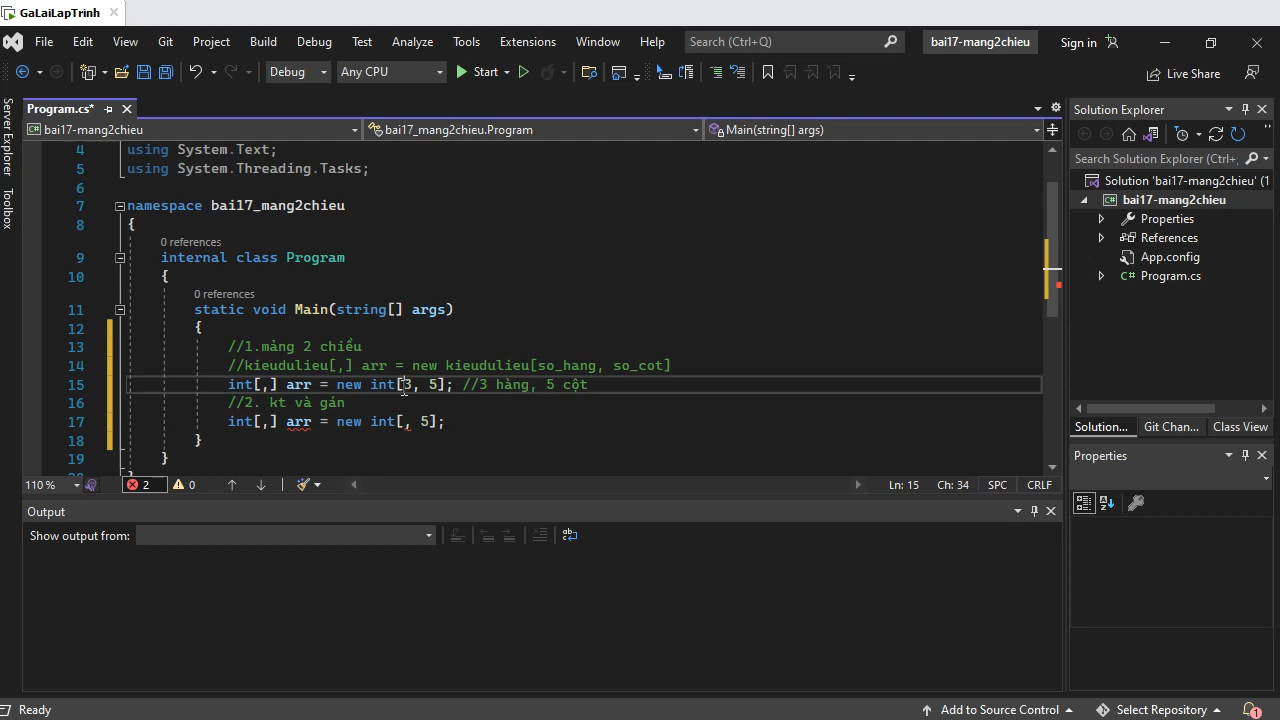 GaLaiLapTrinh
File Edit View Git Project Build Debug Test Analyze Tools Extensions Window Help Search (Ctrl+Q) bai17-mang2chieu Sign in
Debug Any CPU Start Live Share
Server Explorer
Toolbox
Program.cs*
bai17-mang2chieu bai17_mang2chieu.Program Main(string[] args)
4 using System.Text;
5 using System.Threading.Tasks;
6
7 namespace bai17_mang2chieu
8 {
0 references
9 internal class Program
10 {
0 references
11 static void Main(string[] args)
12 {
13 //1.mảng 2 chiều
14 //kieudulieu[,] arr = new kieudulieu[so_hang, so_cot]
15 int[,] arr = new int[3, 5]; //3 hàng, 5 cột
16 //2. kt và gán
17 int[,] arr = new int[, 5];
18 }
19 }
110 % 2 0 Ln: 15 Ch: 34 SPC CRLF
Output
Show output from:
Solution Explorer
Search Solution Explorer (Ctrl+;
Solution 'bai17-mang2chieu' (1
bai17-mang2chieu
Properties
References
App.config
C# Program.cs
Solution... Git Chan... Class View
Properties
Ready Add to Source Control Select Repository 1